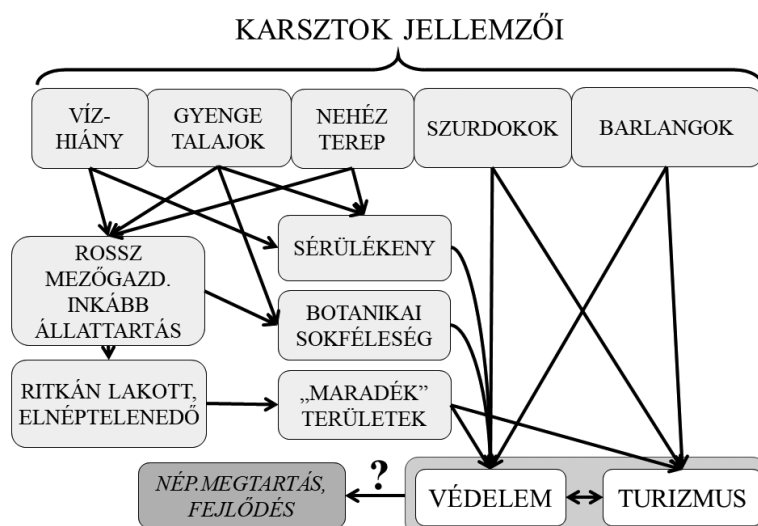 KARSZTOK JELLEMZŐI
VÍZ-
HIÁNY
GYENGE
TALAJOK
NEHÉZ
TEREP
SZURDOKOK
BARLANGOK
ROSSZ
MEZŐGAZD.
INKÁBB
ÁLLATTARTÁS
SÉRÜLÉKENY
BOTANIKAI
SOKFÉLESÉG
RITKÁN LAKOTT,
ELNÉPTELENEDŐ
„MARADÉK”
TERÜLETEK
NÉP.MEGTARTÁS,
FEJLŐDÉS
?
VÉDELEM
TURIZMUS